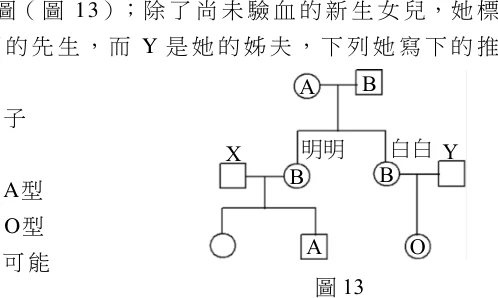 圖（圖 13）；除了尚未驗血的新生女兒，她標
的先生，而 Y 是她的姊夫，下列她寫下的推
子
A型
O型
可能
A
B
明明
白白
X
Y
B
B
A
O
圖 13